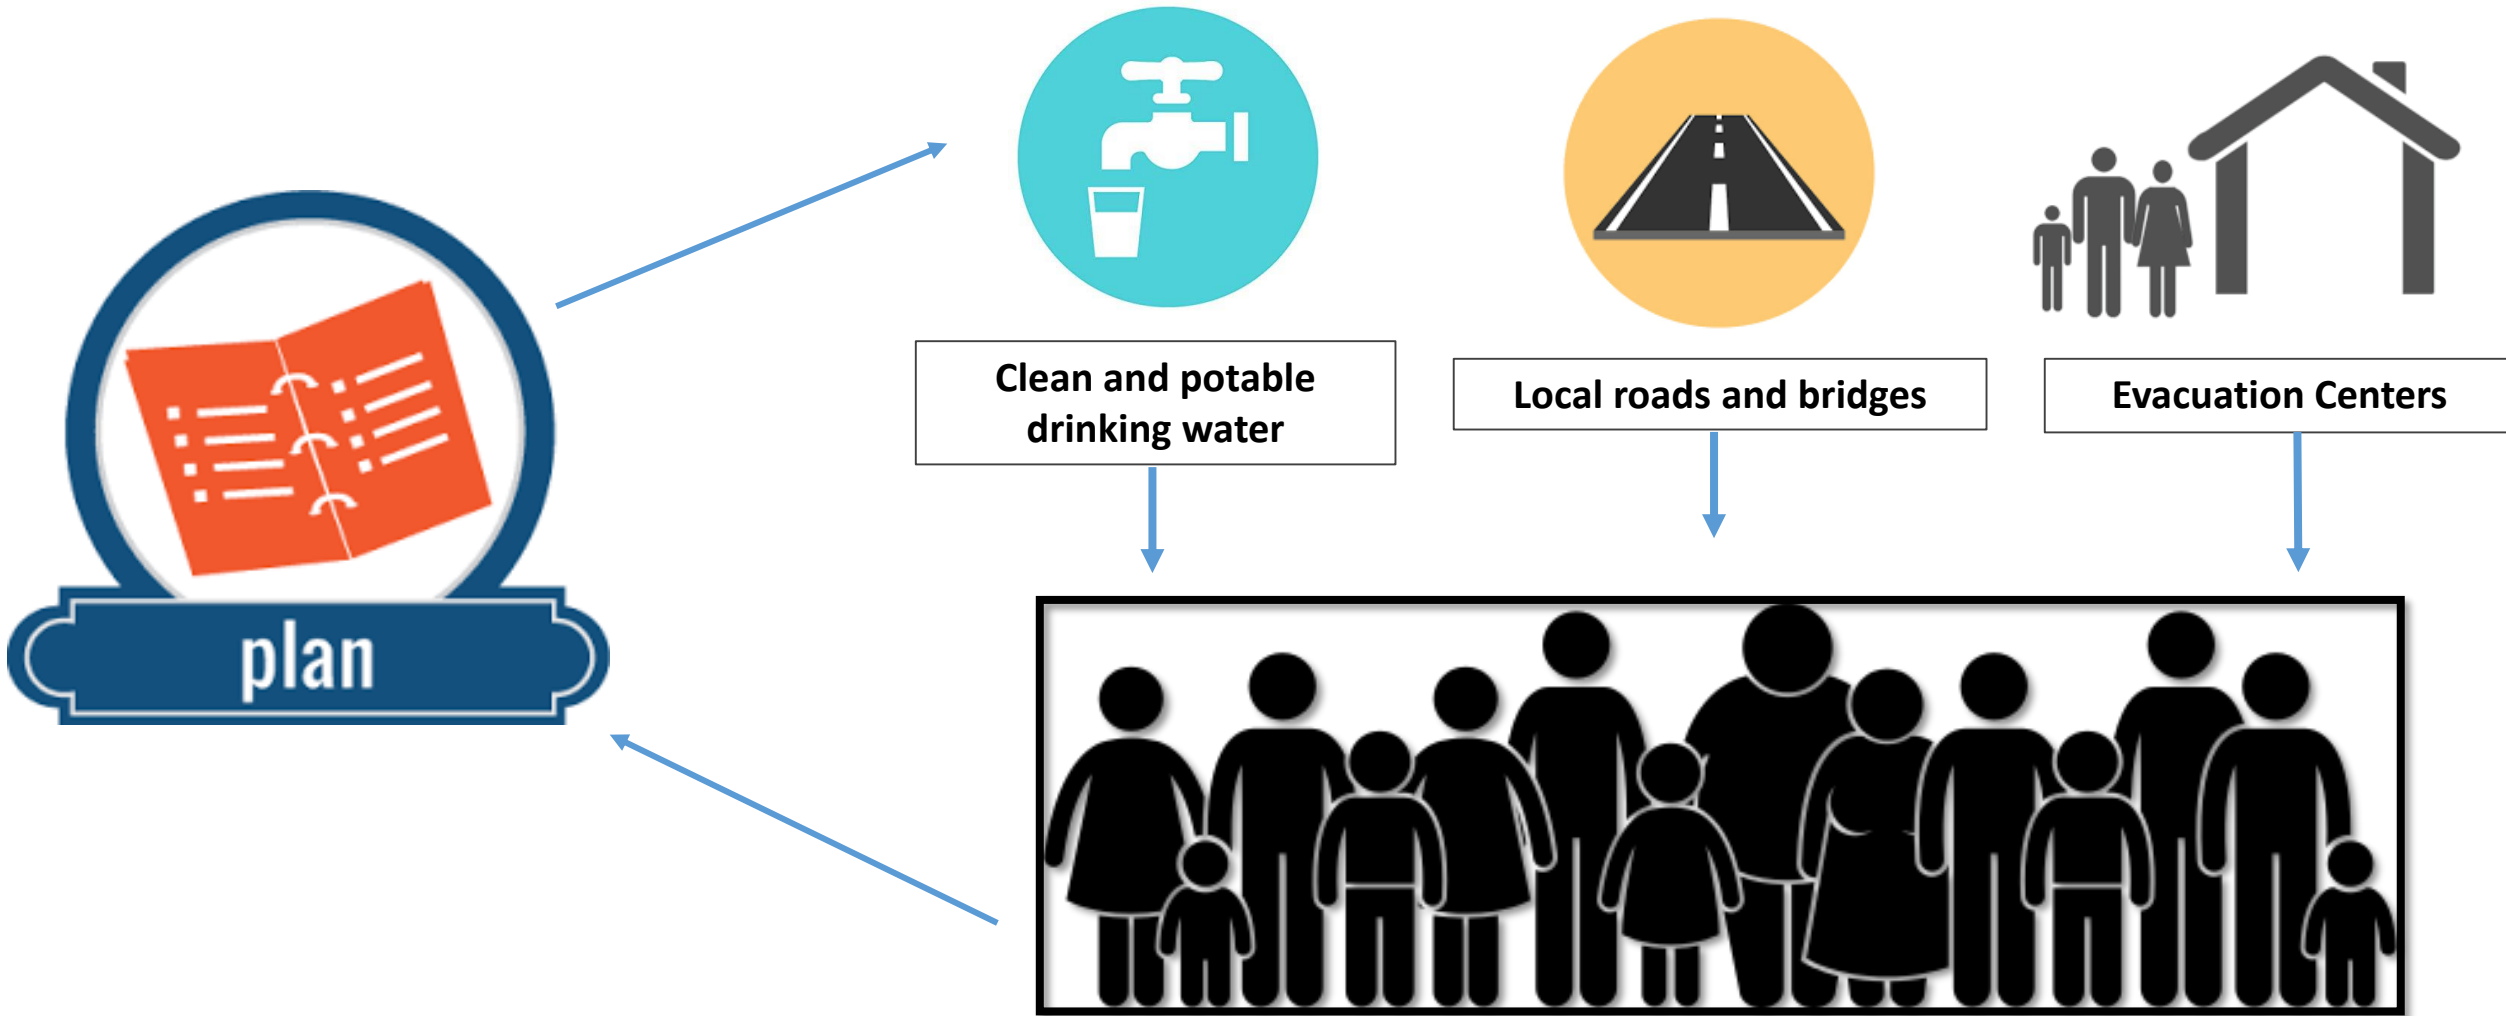 plan
Clean and potable
drinking water
Local roads and bridges
Evacuation Centers